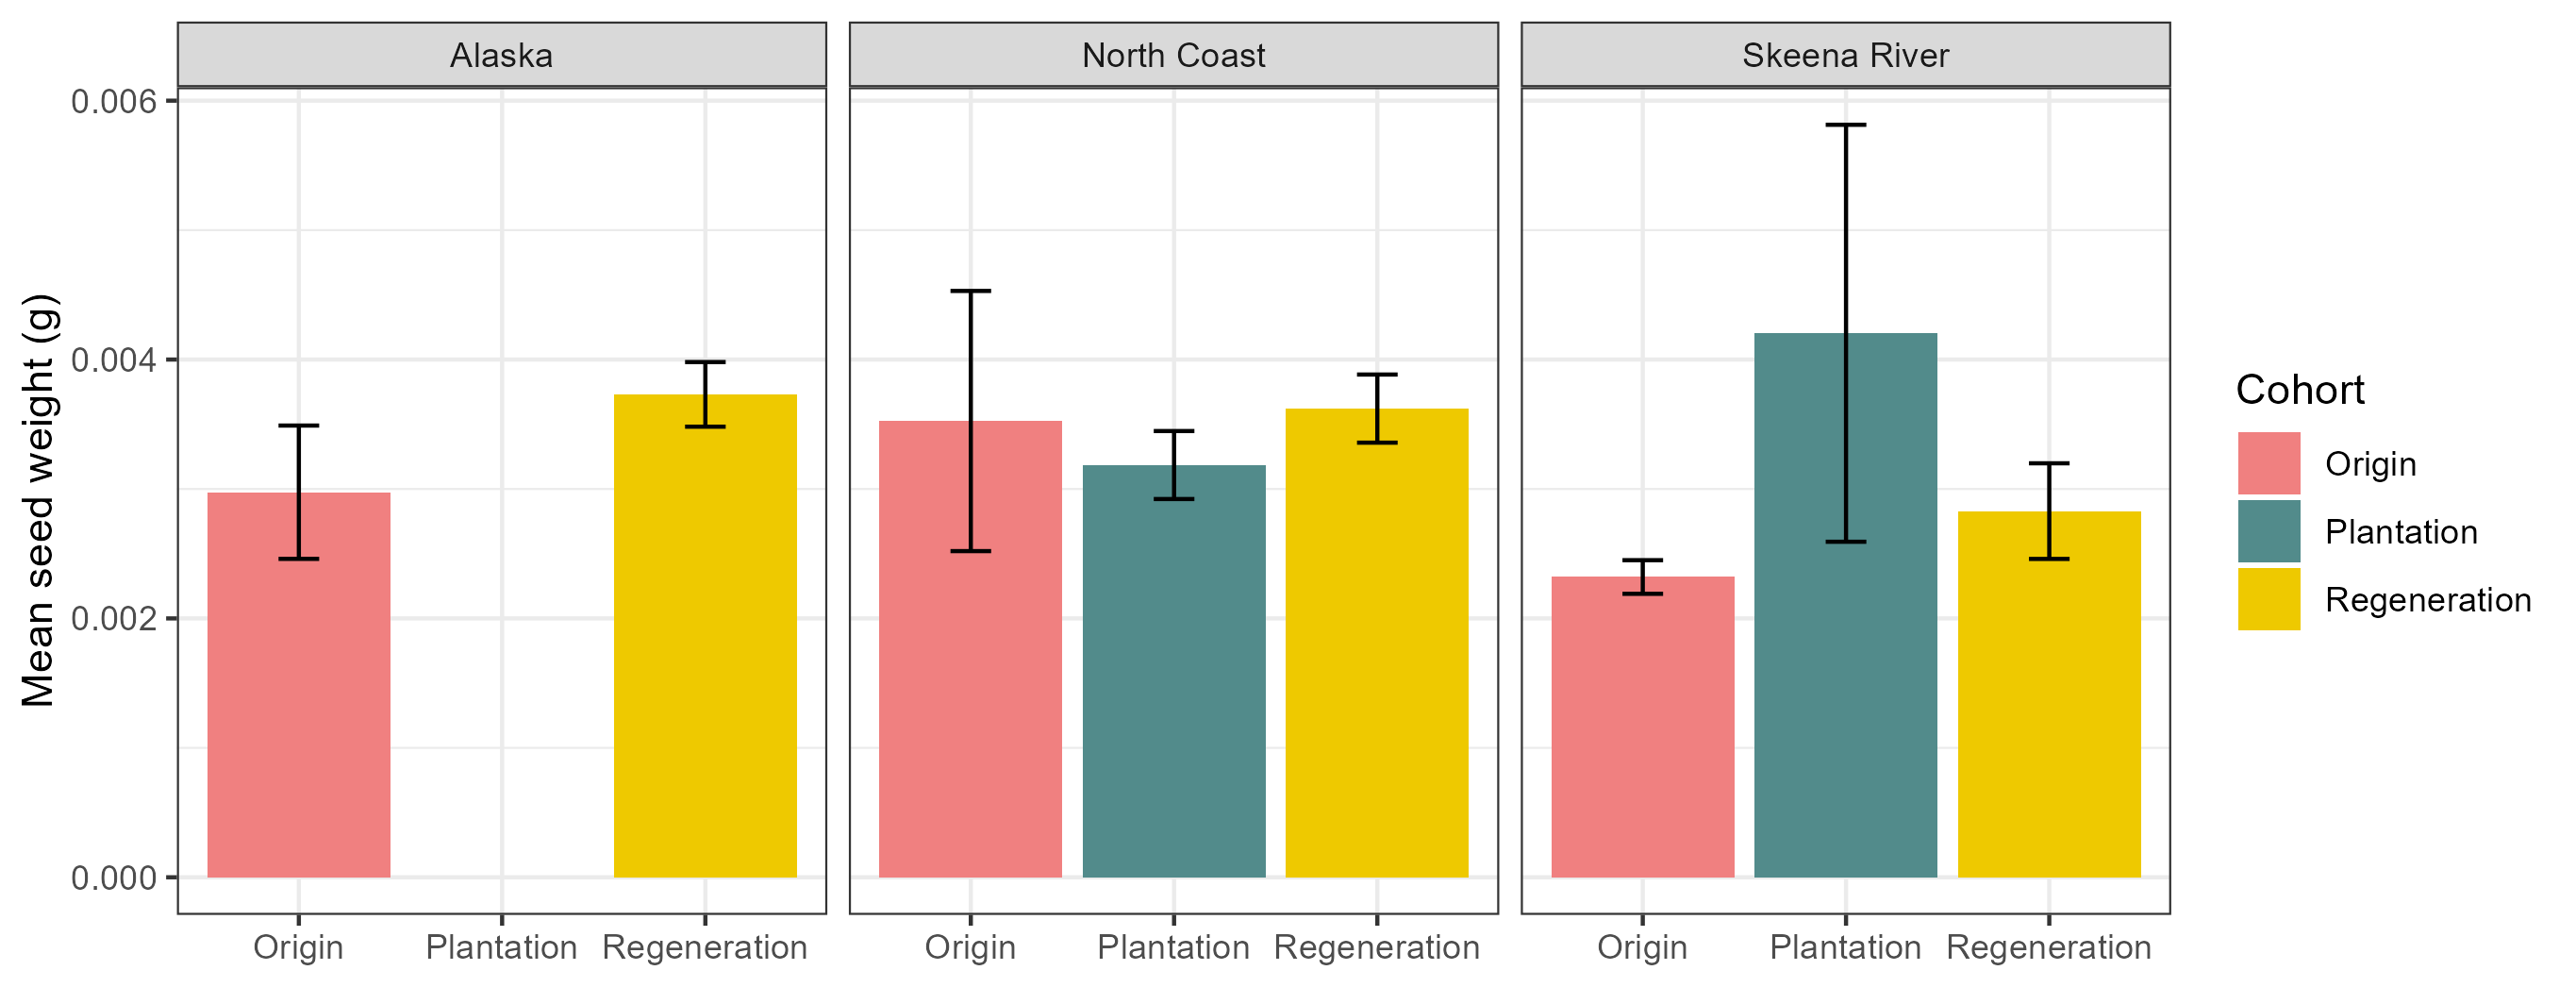 Alaska
North Coast
Skeena River
Mean seed weight (g)
0.006
0.004
0.002
0.000
Origin
Plantation
Regeneration
Origin
Plantation
Regeneration
Origin
Plantation
Regeneration
Cohort
Origin
Plantation
Regeneration